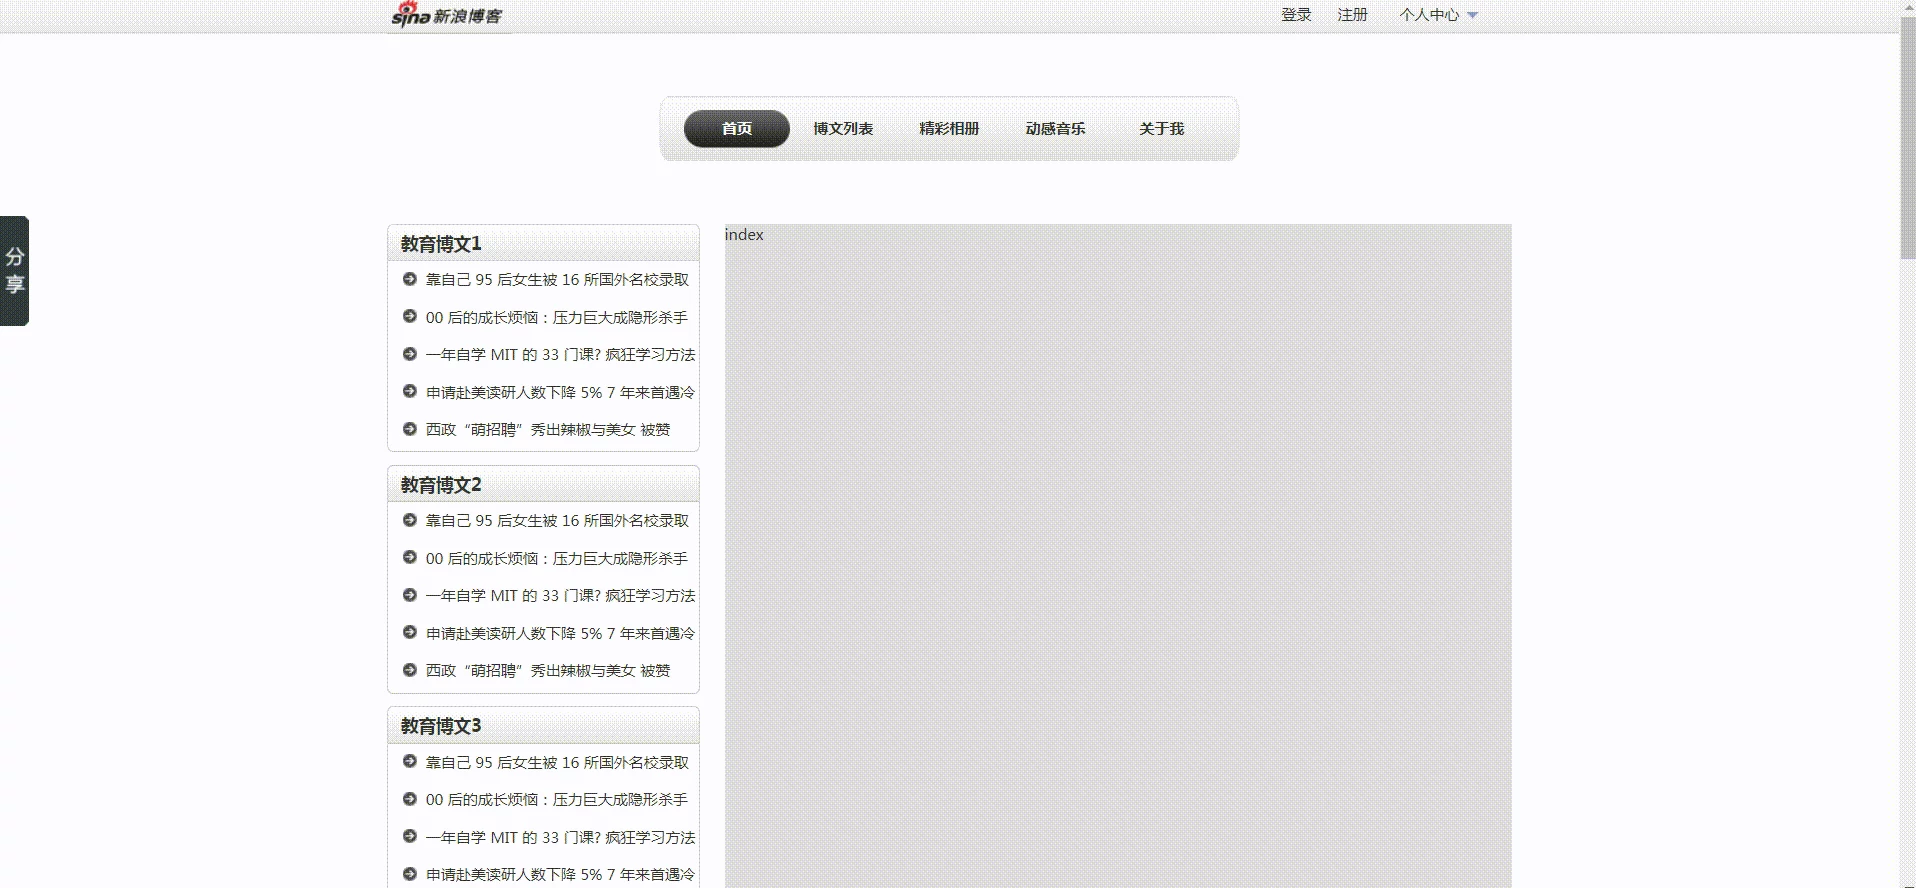 sina 新浪博客
登录 注册 个人中心
首页 博文列表 精彩相册 动感音乐 关于我
分
享
教育博文1
靠自己 95 后女生被 16 所国外名校录取
00 后的成长烦恼：压力巨大成隐形杀手
一年自学 MIT 的 33 门课? 疯狂学习方法
申请赴美读研人数下降 5% 7 年来首遇冷
西政“萌招聘”秀出辣椒与美女 被赞
教育博文2
靠自己 95 后女生被 16 所国外名校录取
00 后的成长烦恼：压力巨大成隐形杀手
一年自学 MIT 的 33 门课? 疯狂学习方法
申请赴美读研人数下降 5% 7 年来首遇冷
西政“萌招聘”秀出辣椒与美女 被赞
教育博文3
靠自己 95 后女生被 16 所国外名校录取
00 后的成长烦恼：压力巨大成隐形杀手
一年自学 MIT 的 33 门课? 疯狂学习方法
申请赴美读研人数下降 5% 7 年来首遇冷
index